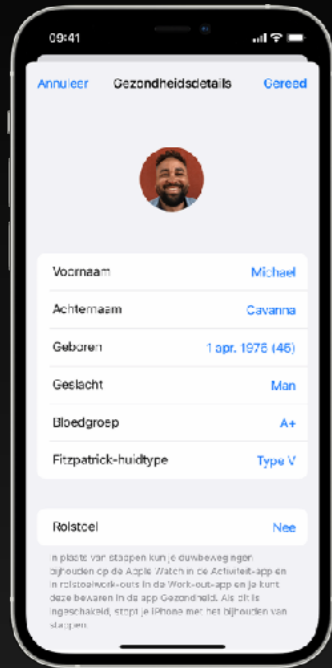 09:41
Annuleer Gezondheidsdetails Gereed
Voornaam Michael
Achternaam Cavanna
Geboren 1 apr. 1976 (46)
Geslacht Man
Bloedgroep A+
Fitzpatrick-huidtype Type V
Rolstoel Nee
In plaats van stappen kun je duwbewegingen
bijhouden op de Apple Watch in de Activiteit-app en
in rolstoelwork-outs in de Work-out-app en je kunt
deze bewaren in de app Gezondheid. Als dit is
ingeschakeld, stopt je iPhone met het bijhouden van
stappen.